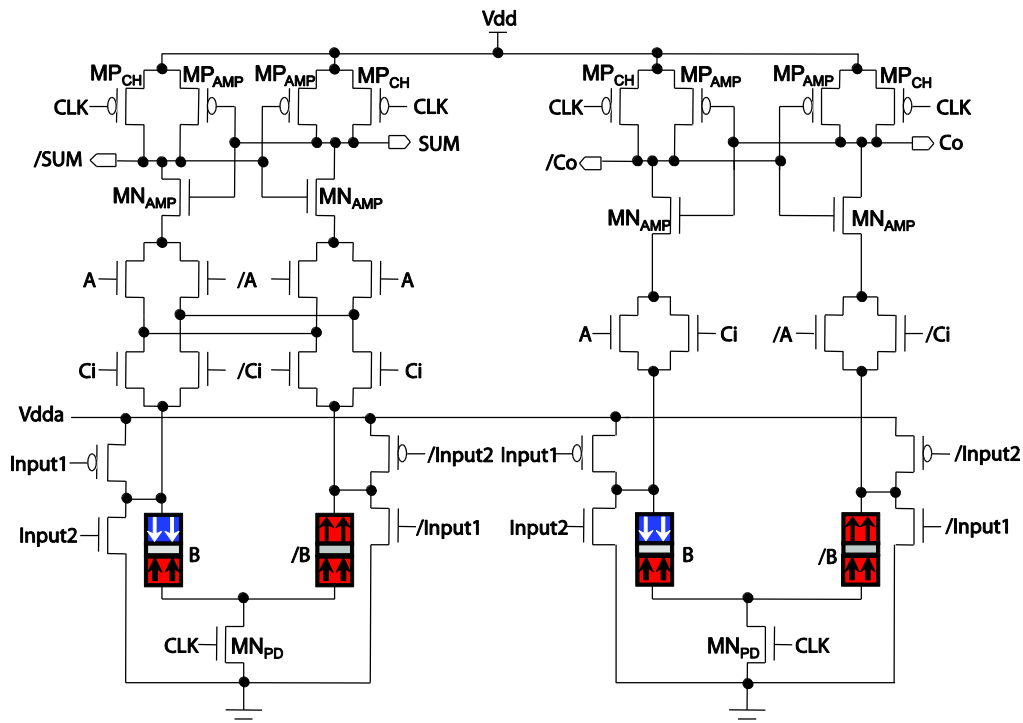 Vdd
MPCH MPAMP MPAMP MPCH MPCH MPAMP MPAMP MPCH
CLK CLK CLK CLK
/SUM SUM /Co Co
MNAMP MNAMP MNAMP MNAMP
A /A A A Ci /A /Ci
Ci /Ci Ci
Vdda
Input1 /Input2 Input1 /Input2
Input2 /Input1 Input2 /Input1
B /B B /B
CLK MNPD MNPD CLK